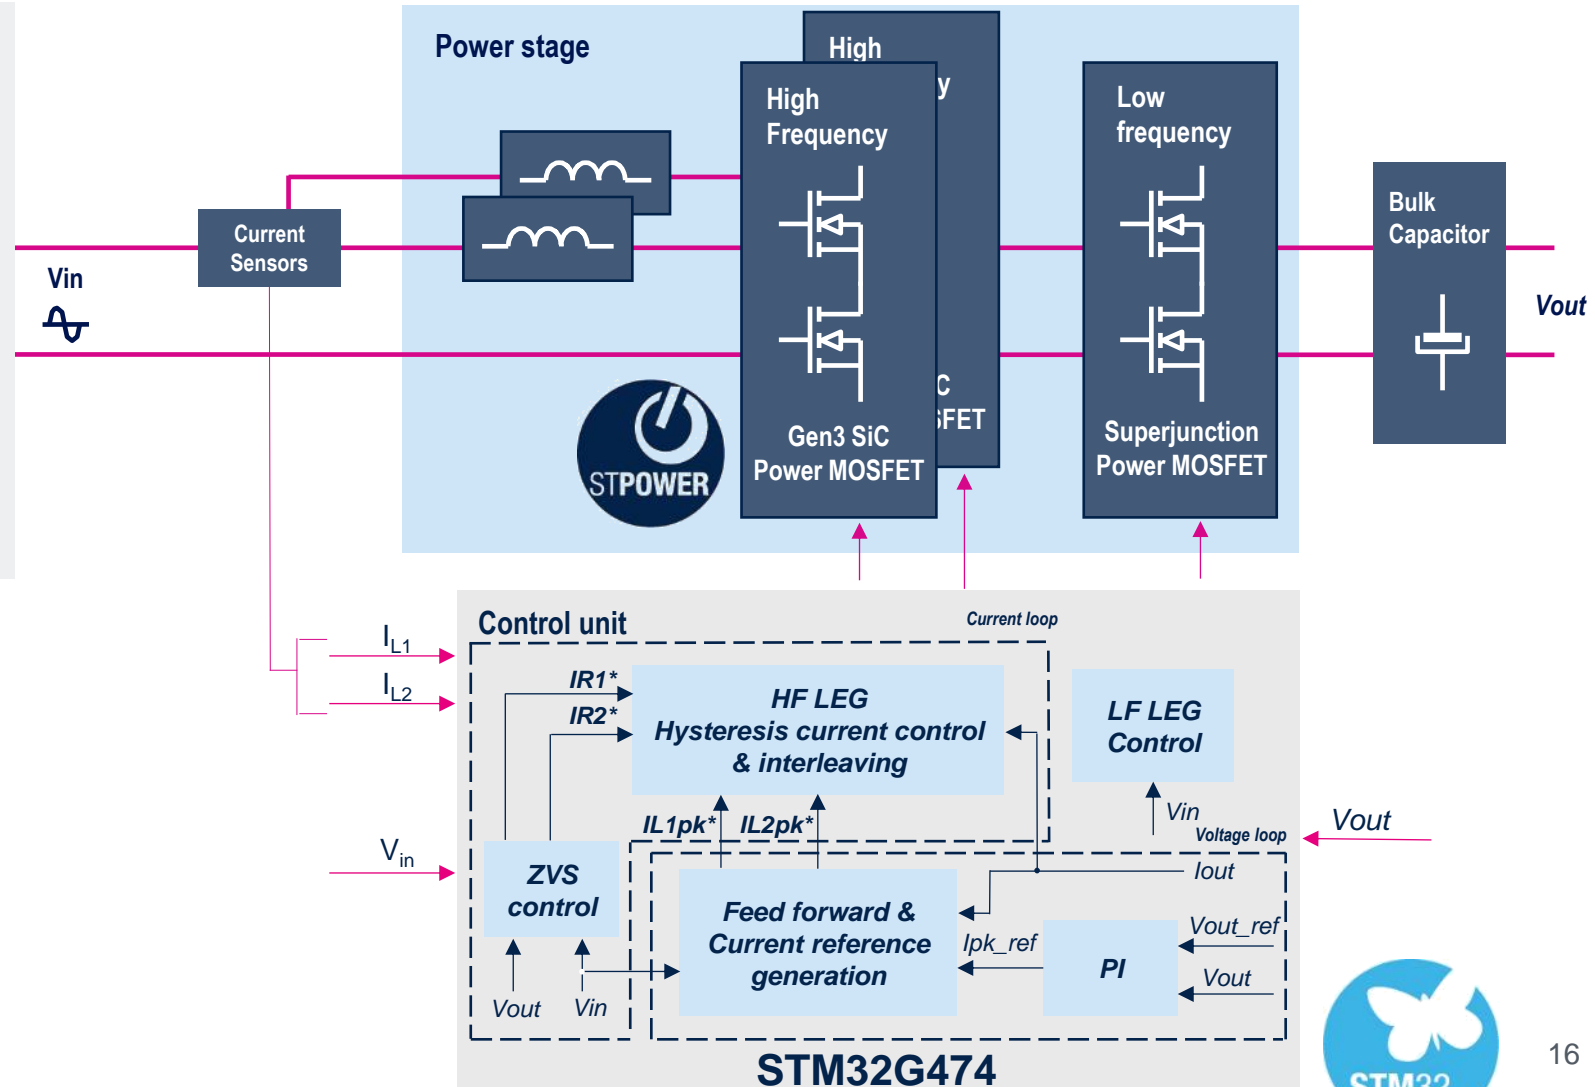 Power stage
High
y
High
Frequency
Low
frequency
Current
Sensors
Bulk
Capacitor
Vin
Vout
C
SFET
Gen3 SiC
Power MOSFET
Superjunction
Power MOSFET
STPOWER
Control unit
Current loop
IL1
IL2
IR1*
IR2*
HF LEG
Hysteresis current control
& interleaving
LF LEG
Control
IL1pk*
IL2pk*
Vin
Voltage loop
Vout
Vin
ZVS
control
Iout
Feed forward &
Current reference
generation
Ipk_ref
PI
Vout_ref
Vout
Vout
Vin
STM32G474
STM32
16